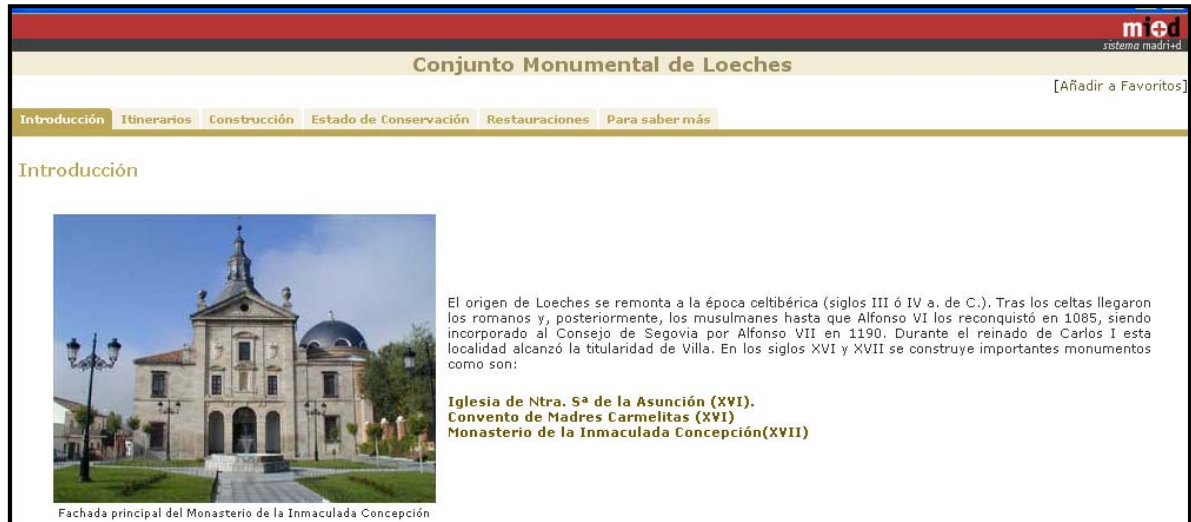 mi+d
sistema madri+d
Conjunto Monumental de Loeches
[Añadir a Favoritos]
Introducción Itinerarios Construcción Estado de Conservación Restauraciones Para saber más
Introducción
El origen de Loeches se remonta a la época celtibérica (siglos III ó IV a. de C.). Tras los celtas llegaron
los romanos y, posteriormente, los musulmanes hasta que Alfonso VI los reconquistó en 1085, siendo
incorporado al Consejo de Segovia por Alfonso VII en 1190. Durante el reinado de Carlos I esta
localidad alcanzó la titularidad de Villa. En los siglos XVI y XVII se construye importantes monumentos
como son:
Iglesia de Ntra. Sª de la Asunción (XVI).
Convento de Madres Carmelitas (XVI)
Monasterio de la Inmaculada Concepción(XVII)
Fachada principal del Monasterio de la Inmaculada Concepción